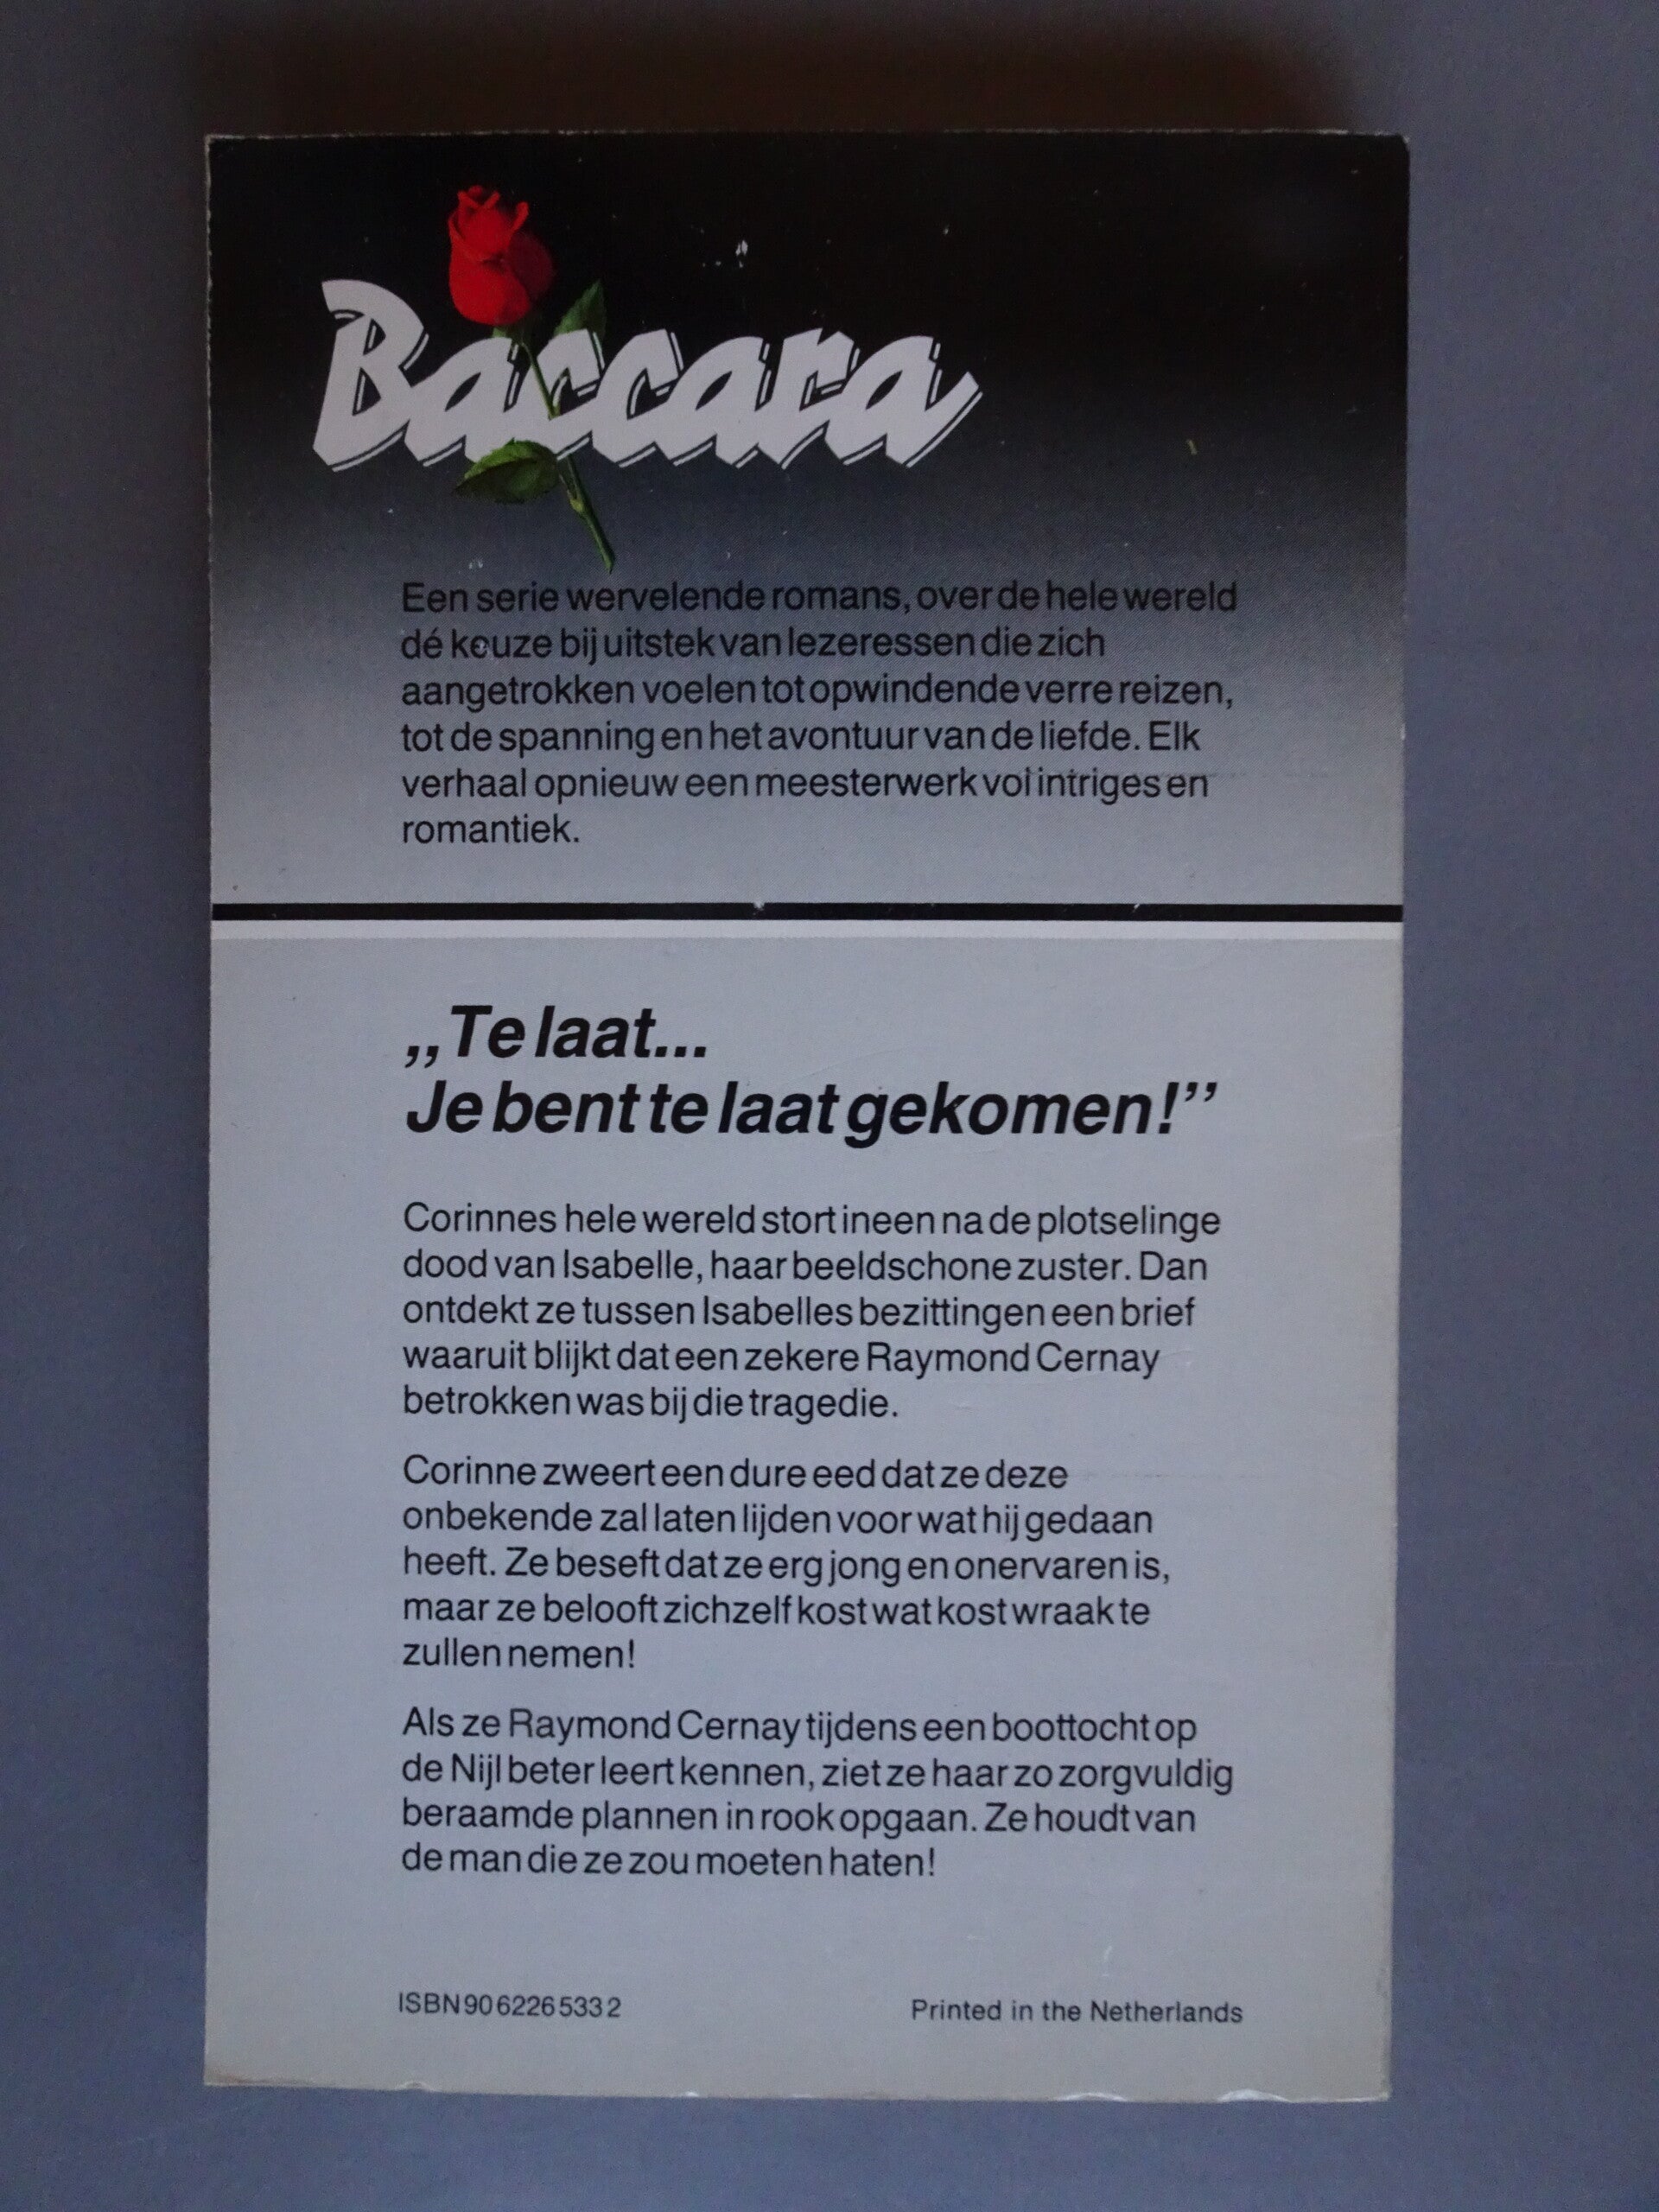 Baccara
Een serie wervelende romans, over de hele wereld
dé keuze bij uitstek van lezeressen die zich
aangetrokken voelen tot opwindende verre reizen,
tot de spanning en het avontuur van de liefde. Elk
verhaal opnieuw een meesterwerk vol intriges en
romantiek.
„Te laat...
Je bent te laat gekomen!”
Corinnes hele wereld stort ineen na de plotselinge
dood van Isabelle, haar beeldschone zuster. Dan
ontdekt ze tussen Isabelles bezittingen een brief
waaruit blijkt dat een zekere Raymond Cernay
betrokken was bij die tragedie.
Corinne zweert een dure eed dat ze deze
onbekende zal laten lijden voor wat hij gedaan
heeft. Ze beseft dat ze erg jong en onervaren is,
maar ze belooft zichzelf kost wat kost wraak te
zullen nemen!
Als ze Raymond Cernay tijdens een boottocht op
de Nijl beter leert kennen, ziet ze haar zo zorgvuldig
beraamde plannen in rook opgaan. Ze houdt van
de man die ze zou moeten haten!
ISBN 90 6226 533 2
Printed in the Netherlands